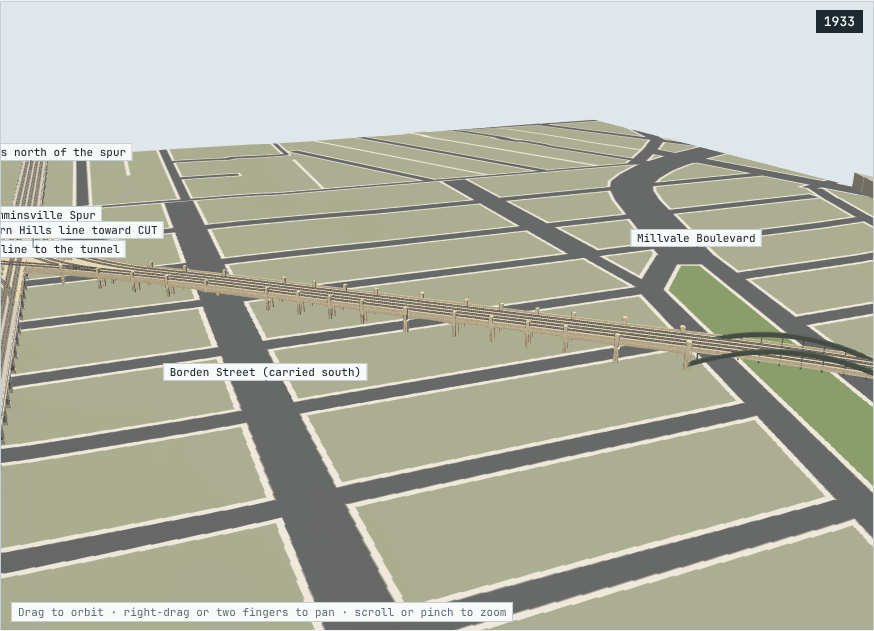 1933
s north of the spur
mminsville Spur
rn Hills line toward CUT
line to the tunnel
Millvale Boulevard
Borden Street (carried south)
Drag to orbit · right-drag or two fingers to pan · scroll or pinch to zoom